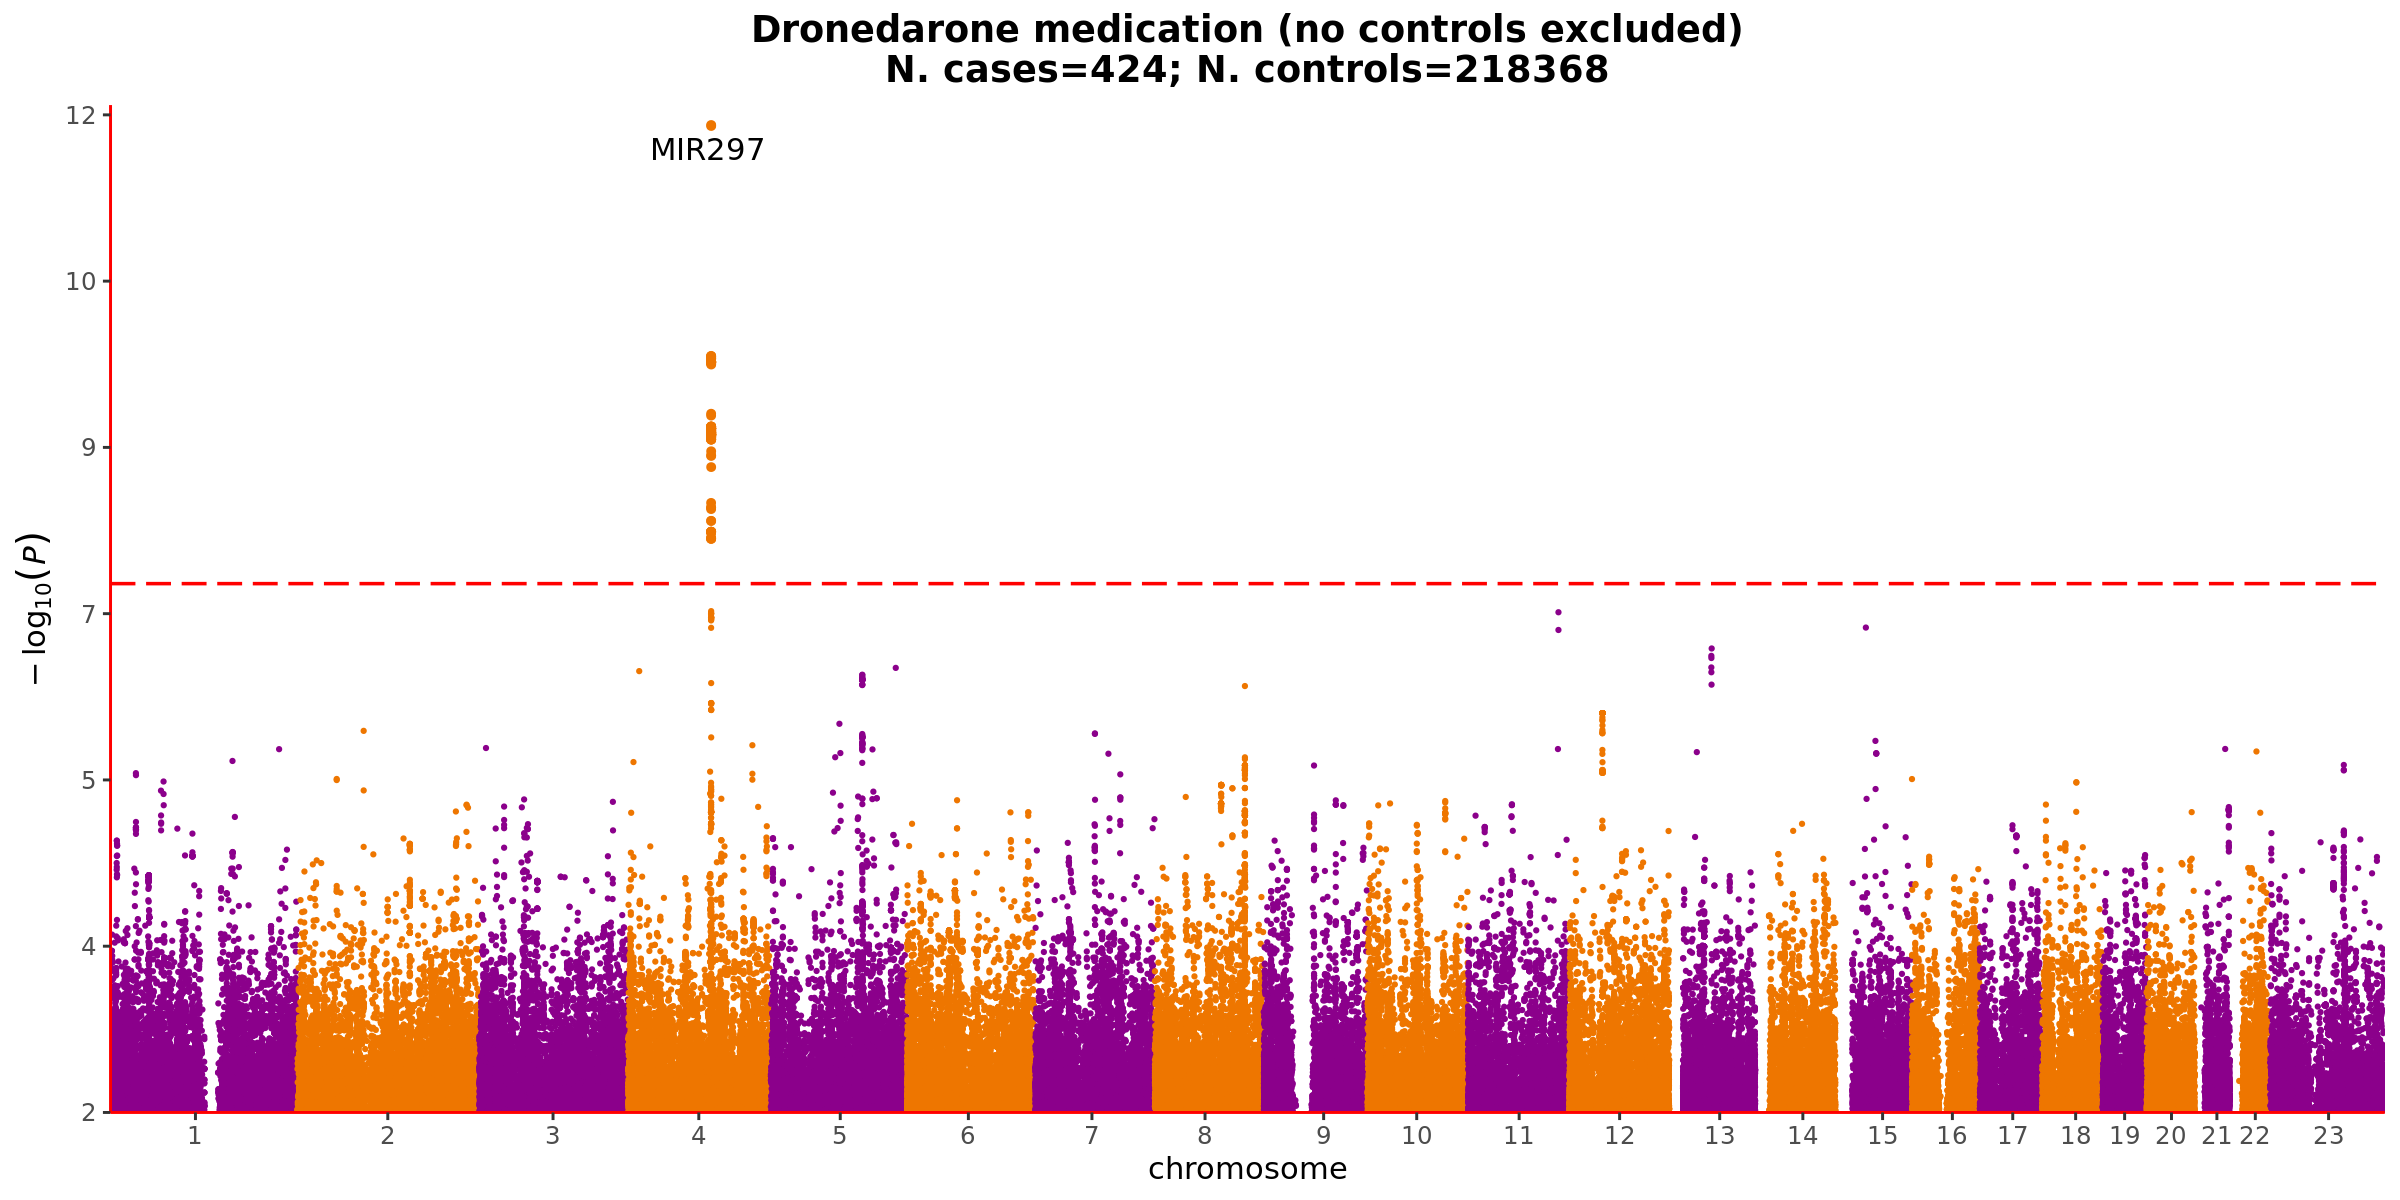 Dronedarone medication (no controls excluded)
N. cases=424; N. controls=218368
12
MIR297
10
9
7
5
4
2
−log10(P)
1 2 3 4 5 6 7 8 9 10 11 12 13 14 15 16 17 18 19 20 21 22 23
chromosome